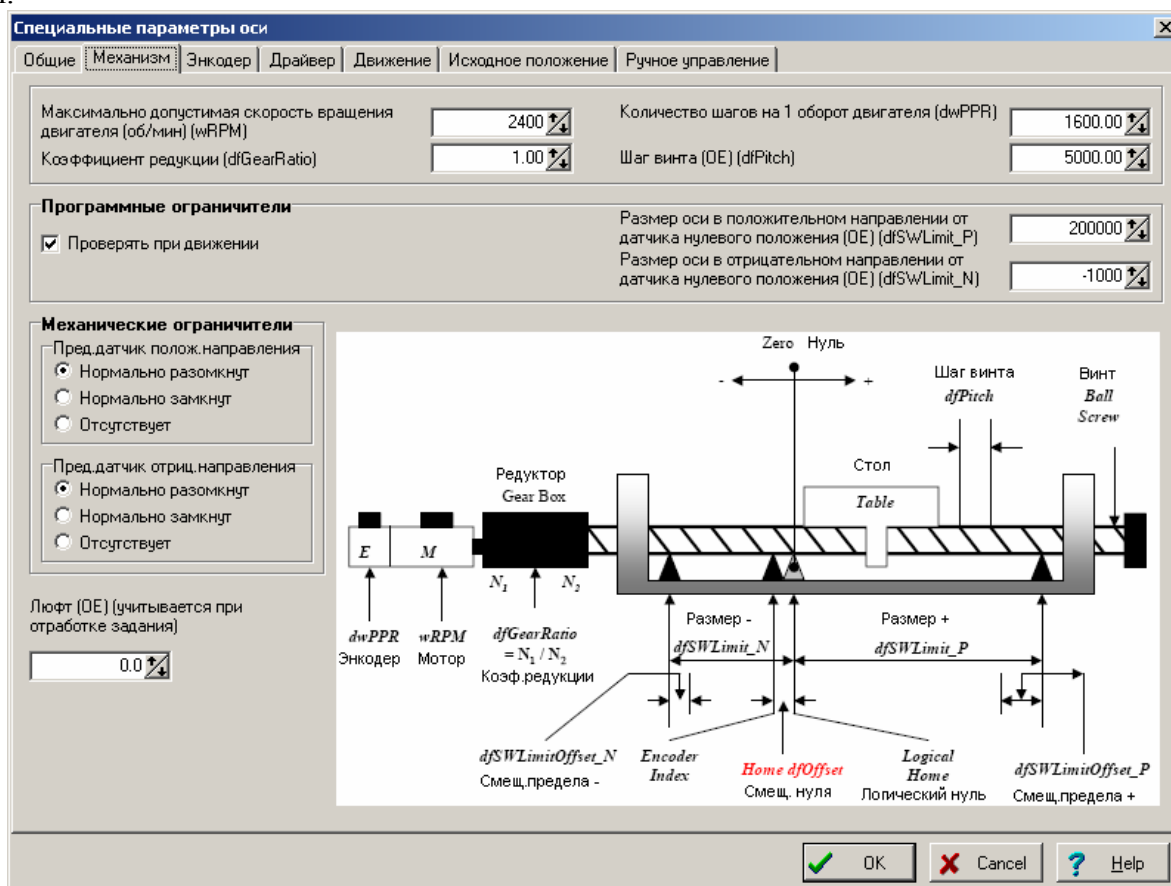 Специальные параметры оси
Общие
Механизм
Энкодер
Драйвер
Движение
Исходное положение
Ручное управление
Максимально допустимая скорость вращения
двигателя (об/мин) (wRPM)
2400
Количество шагов на 1 оборот двигателя (dwPPR)
1600.00
Коэффициент редукции (dfGearRatio)
1.00
Шаг винта (OE) (dfPitch)
5000.00
Программные ограничители
Проверять при движении
Размер оси в положительном направлении от
датчика нулевого положения (OE) (dfSWLimit_P)
200000
Размер оси в отрицательном направлении от
датчика нулевого положения (OE) (dfSWLimit_N)
-1000
Механические ограничители
Пред.датчик полож.направления
Нормально разомкнут
Нормально замкнут
Отсутствует
Пред.датчик отриц.направления
Нормально разомкнут
Нормально замкнут
Отсутствует
Люфт (OE) (учитывается при
отработке задания)
0.0
Zero Нуль
- +
Шаг винта
dfPitch
Винт
Ball
Screw
Стол
Table
Редуктор
Gear Box
E
M
N1 N2
dwPPR
Энкодер
wRPM
Мотор
dfGearRatio
= N1 / N2
Коэф.редукции
Размер -
dfSWLimit_N
Размер +
dfSWLimit_P
dfSWLimitOffset_N
Смещ.предела -
Encoder
Index
Home dfOffset
Смещ. нуля
Logical
Home
Логический нуль
dfSWLimitOffset_P
Смещ.предела +
OK
Cancel
Help